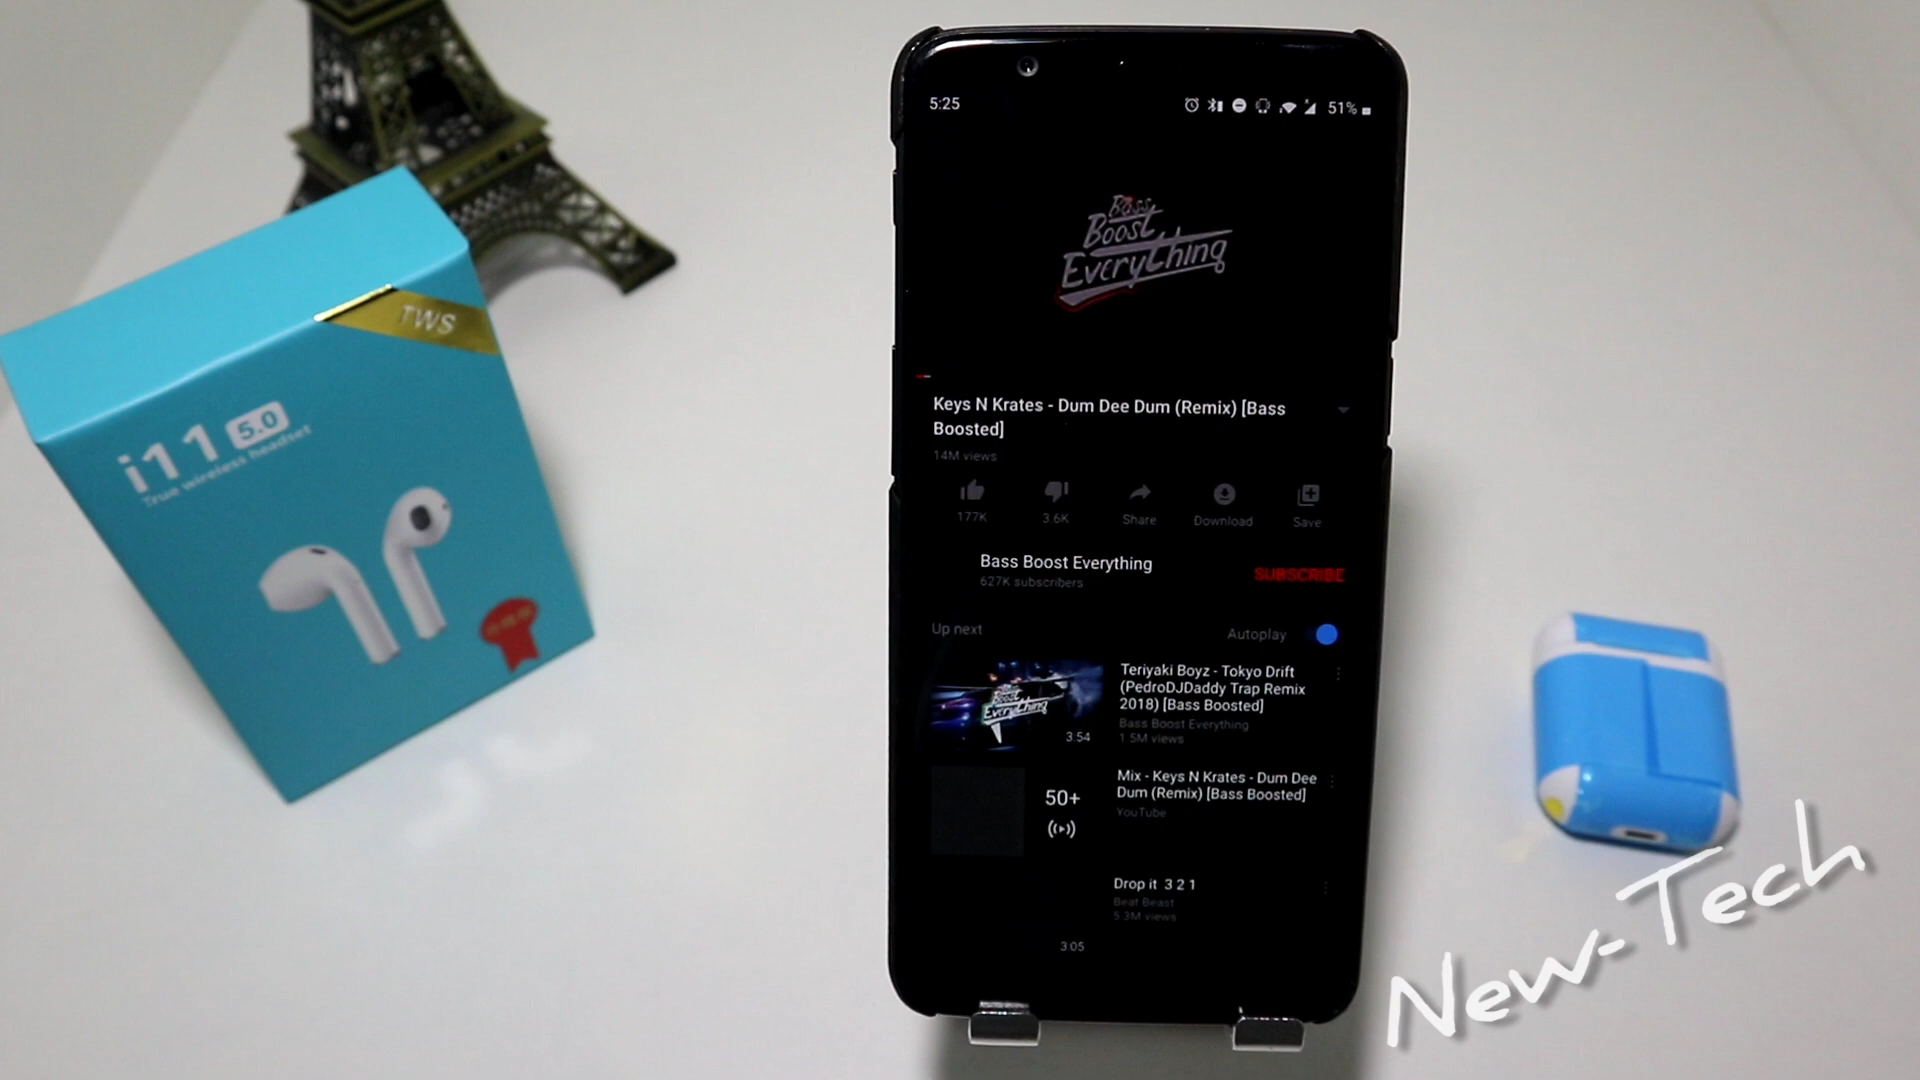 TWS
i11 5.0
True wireless headset
5:25
51%
Bass
Boost
Everything
Keys N Krates - Dum Dee Dum (Remix) [Bass
Boosted]
14M views
177K
3.6K
Share
Download
Save
Bass Boost Everything
627K subscribers
SUBSCRIBE
Up next
Autoplay
Boost
Everything
3:54
Teriyaki Boyz - Tokyo Drift
(PedroDJDaddy Trap Remix
2018) [Bass Boosted]
Bass Boost Everything
1.5M views
50+
Mix - Keys N Krates - Dum Dee
Dum (Remix) [Bass Boosted]
YouTube
Drop it 3 2 1
Beat Beast
5.3M views
3:05
New-Tech